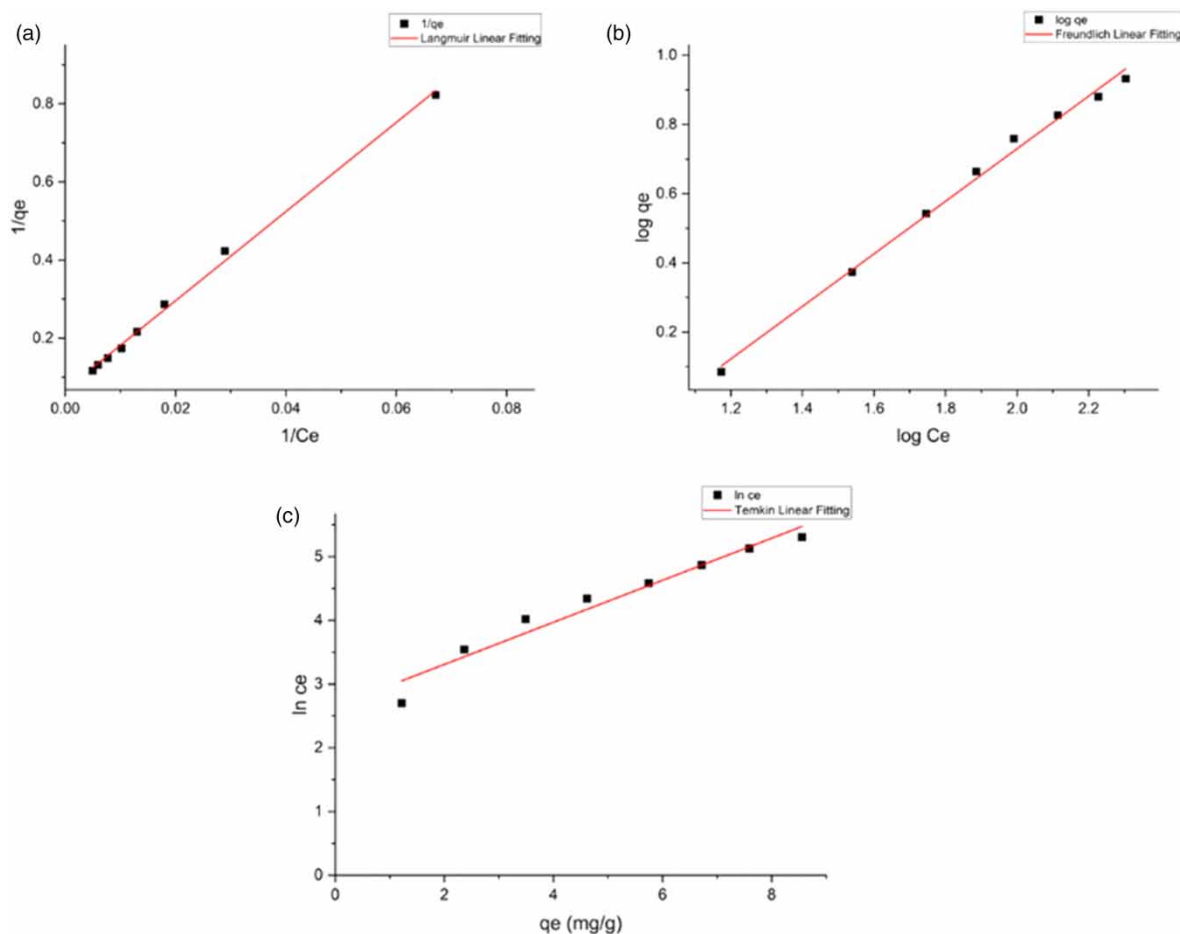 (a)
1/qe
Langmuir Linear Fitting
0.8
0.6
0.4
0.2
1/qe
0.00 0.02 0.04 0.06 0.08
1/Ce
(b)
log qe
Freundlich Linear Fitting
1.0
0.8
0.6
0.4
0.2
log qe
1.2 1.4 1.6 1.8 2.0 2.2
log Ce
(c)
ln ce
Temkin Linear Fitting
5
4
3
2
1
0
ln ce
0 2 4 6 8
qe (mg/g)